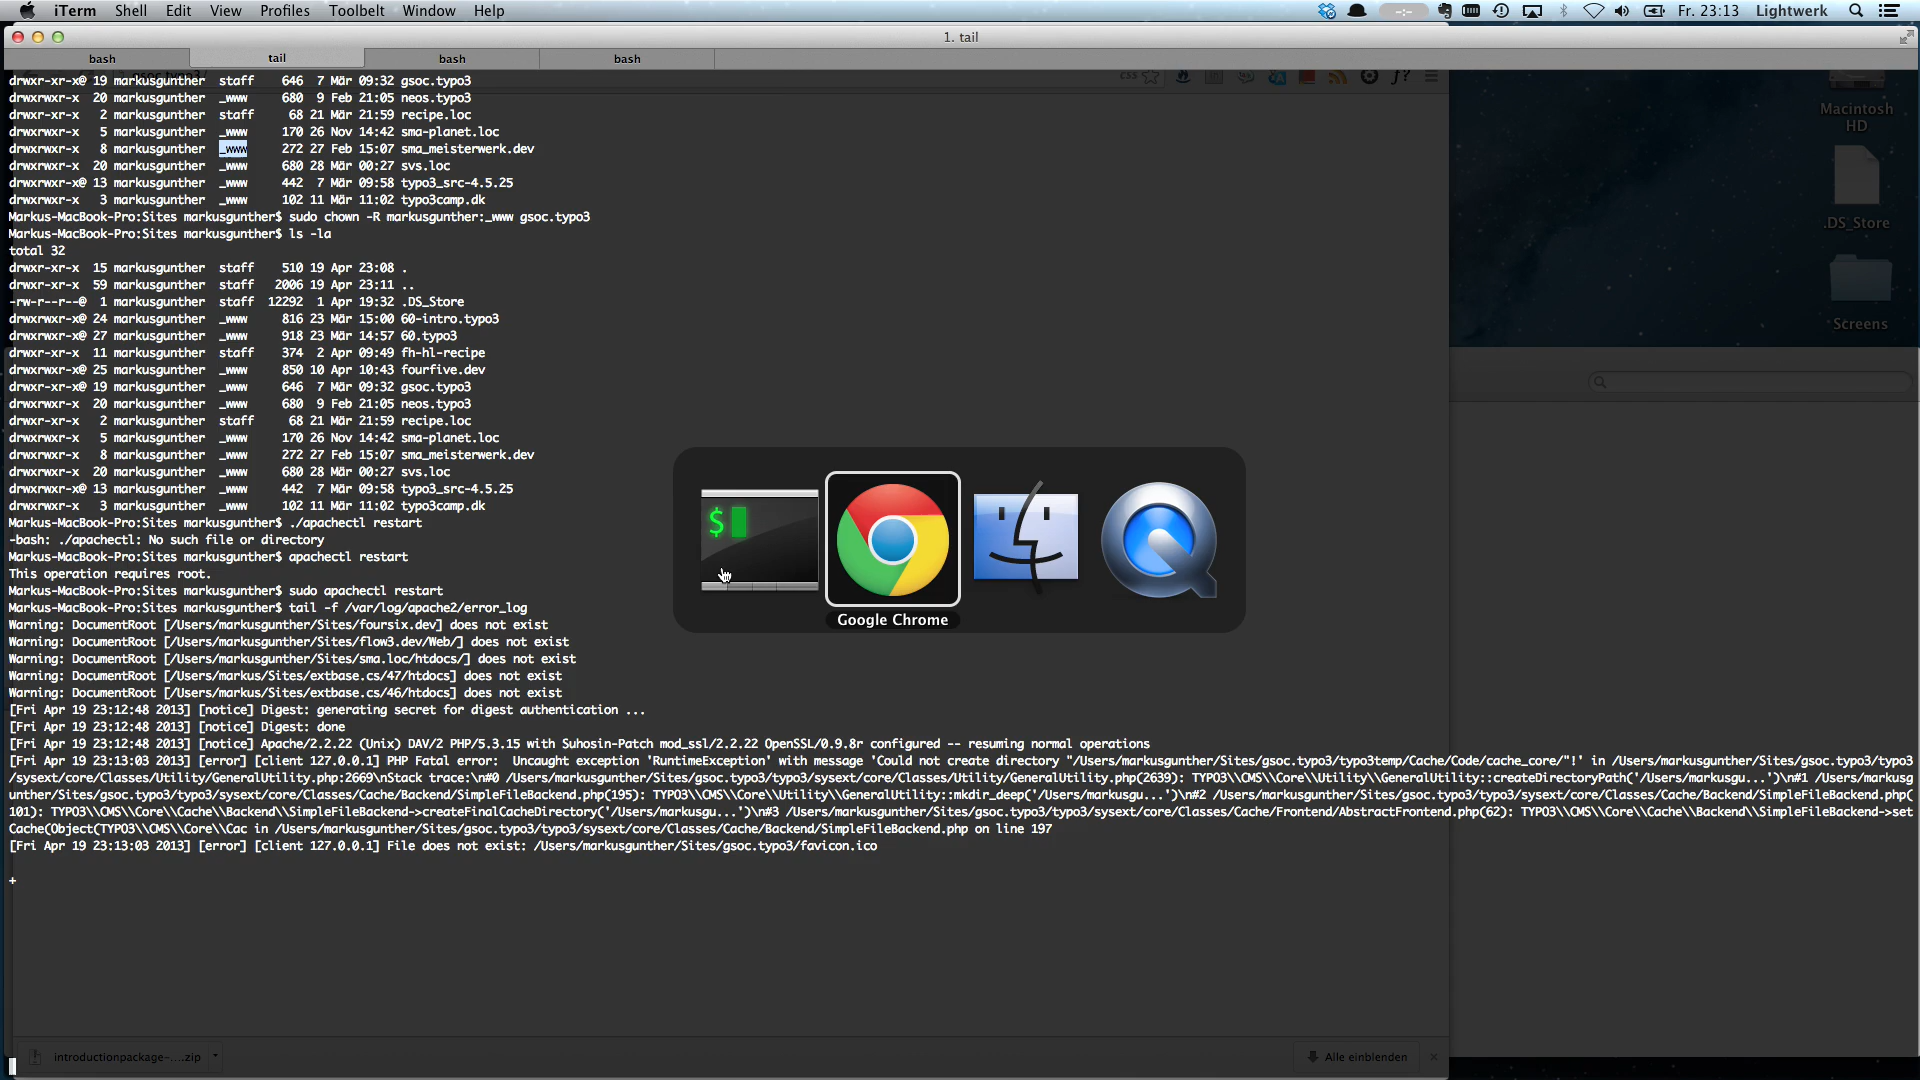 iTerm Shell Edit View Profiles Toolbelt Window Help Fr. 23:13 Lightwerk
1. tail
bash tail bash bash
drwxr-xr-x@ 19 markusgunther staff 646 7 Mär 09:32 gsoc.typo3
drwxrwxr-x 20 markusgunther _www 680 9 Feb 21:05 neos.typo3
drwxrwxr-x 2 markusgunther staff 68 21 Mär 21:59 recipe.loc
drwxrwxr-x 5 markusgunther _www 170 26 Nov 14:42 sma-planet.loc
drwxrwxr-x 8 markusgunther _www 272 27 Feb 15:07 sma_meisterwerk.dev
drwxrwxr-x 20 markusgunther _www 680 28 Mär 00:27 svs.loc
drwxrwxr-x@ 13 markusgunther _www 442 7 Mär 09:58 typo3_src-4.5.25
drwxrwxr-x 3 markusgunther _www 102 11 Mär 11:02 typo3camp.dk
Markus-MacBook-Pro:Sites markusgunther$ sudo chown -R markusgunther:_www gsoc.typo3
Markus-MacBook-Pro:Sites markusgunther$ ls -la
total 32
drwxr-xr-x 15 markusgunther staff 510 19 Apr 23:08 .
drwxr-xr-x 59 markusgunther staff 2006 19 Apr 23:11 ..
-rw-r--r--@ 1 markusgunther staff 12292 1 Apr 19:32 .DS_Store
drwxrwxr-x@ 24 markusgunther _www 816 23 Mär 15:00 60-intro.typo3
drwxrwxr-x@ 27 markusgunther _www 918 23 Mär 14:57 60.typo3
drwxrwxr-x 11 markusgunther staff 374 2 Apr 09:49 fh-hl-recipe
drwxrwxr-x@ 25 markusgunther _www 850 10 Apr 10:43 fourfive.dev
drwxr-xr-x@ 19 markusgunther _www 646 7 Mär 09:32 gsoc.typo3
drwxrwxr-x 20 markusgunther _www 680 9 Feb 21:05 neos.typo3
drwxrwxr-x 2 markusgunther staff 68 21 Mär 21:59 recipe.loc
drwxrwxr-x 5 markusgunther _www 170 26 Nov 14:42 sma-planet.loc
drwxrwxr-x 8 markusgunther _www 272 27 Feb 15:07 sma_meisterwerk.dev
drwxrwxr-x 20 markusgunther _www 680 28 Mär 00:27 svs.loc
drwxrwxr-x@ 13 markusgunther _www 442 7 Mär 09:58 typo3_src-4.5.25
drwxrwxr-x 3 markusgunther _www 102 11 Mär 11:02 typo3camp.dk
Markus-MacBook-Pro:Sites markusgunther$ ./apachectl restart
-bash: ./apachectl: No such file or directory
Markus-MacBook-Pro:Sites markusgunther$ apachectl restart
This operation requires root.
Markus-MacBook-Pro:Sites markusgunther$ sudo apachectl restart
Markus-MacBook-Pro:Sites markusgunther$ tail -f /var/log/apache2/error_log
Warning: DocumentRoot [/Users/markusgunther/Sites/foursix.dev] does not exist
Warning: DocumentRoot [/Users/markusgunther/Sites/flow3.dev/Web/] does not exist
Warning: DocumentRoot [/Users/markusgunther/Sites/sma.loc/htdocs/] does not exist
Warning: DocumentRoot [/Users/markus/Sites/extbase.cs/47/htdocs] does not exist
Warning: DocumentRoot [/Users/markus/Sites/extbase.cs/46/htdocs] does not exist
[Fri Apr 19 23:12:48 2013] [notice] Digest: generating secret for digest authentication ...
[Fri Apr 19 23:12:48 2013] [notice] Digest: done
[Fri Apr 19 23:12:48 2013] [notice] Apache/2.2.22 (Unix) DAV/2 PHP/5.3.15 with Suhosin-Patch mod_ssl/2.2.22 OpenSSL/0.9.8r configured -- resuming normal operations
[Fri Apr 19 23:13:03 2013] [error] [client 127.0.0.1] PHP Fatal error:  Uncaught exception 'RuntimeException' with message 'Could not create directory "/Users/markusgunther/Sites/gsoc.typo3/typo3temp/Cache/Code/cache_core/"!' in /Users/markusgunther/Sites/gsoc.typo3/typo3
/sysext/core/Classes/Utility/GeneralUtility.php:2669\nStack trace:\n#0 /Users/markusgunther/Sites/gsoc.typo3/typo3/sysext/core/Classes/Utility/GeneralUtility.php(2639): TYPO3\\CMS\\Core\\Utility\\GeneralUtility::createDirectoryPath('/Users/markusgu...')\n#1 /Users/markusg
unther/Sites/gsoc.typo3/typo3/sysext/core/Classes/Cache/Backend/SimpleFileBackend.php(195): TYPO3\\CMS\\Core\\Utility\\GeneralUtility::mkdir_deep('/Users/markusgu...')\n#2 /Users/markusgunther/Sites/gsoc.typo3/typo3/sysext/core/Classes/Cache/Backend/SimpleFileBackend.php(
101): TYPO3\\CMS\\Core\\Cache\\Backend\\SimpleFileBackend->createFinalCacheDirectory('/Users/markusgu...')\n#3 /Users/markusgunther/Sites/gsoc.typo3/typo3/sysext/core/Classes/Cache/Frontend/AbstractFrontend.php(62): TYPO3\\CMS\\Core\\Cache\\Backend\\SimpleFileBackend->set
Cache(Object(TYPO3\\CMS\\Core\\Cac in /Users/markusgunther/Sites/gsoc.typo3/typo3/sysext/core/Classes/Cache/Backend/SimpleFileBackend.php on line 197
[Fri Apr 19 23:13:03 2013] [error] [client 127.0.0.1] File does not exist: /Users/markusgunther/Sites/gsoc.typo3/favicon.ico
+
$
Google Chrome
Macintosh
HD
.DS_Store
Screens
introductionpackage-....zip
Alle einblenden